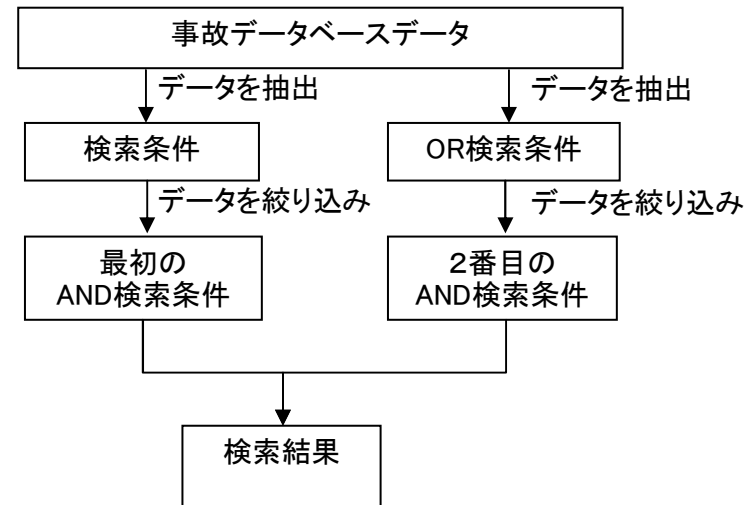 事故データベースデータ
データを抽出
データを抽出
検索条件
OR検索条件
データを絞り込み
データを絞り込み
最初の
AND検索条件
２番目の
AND検索条件
検索結果